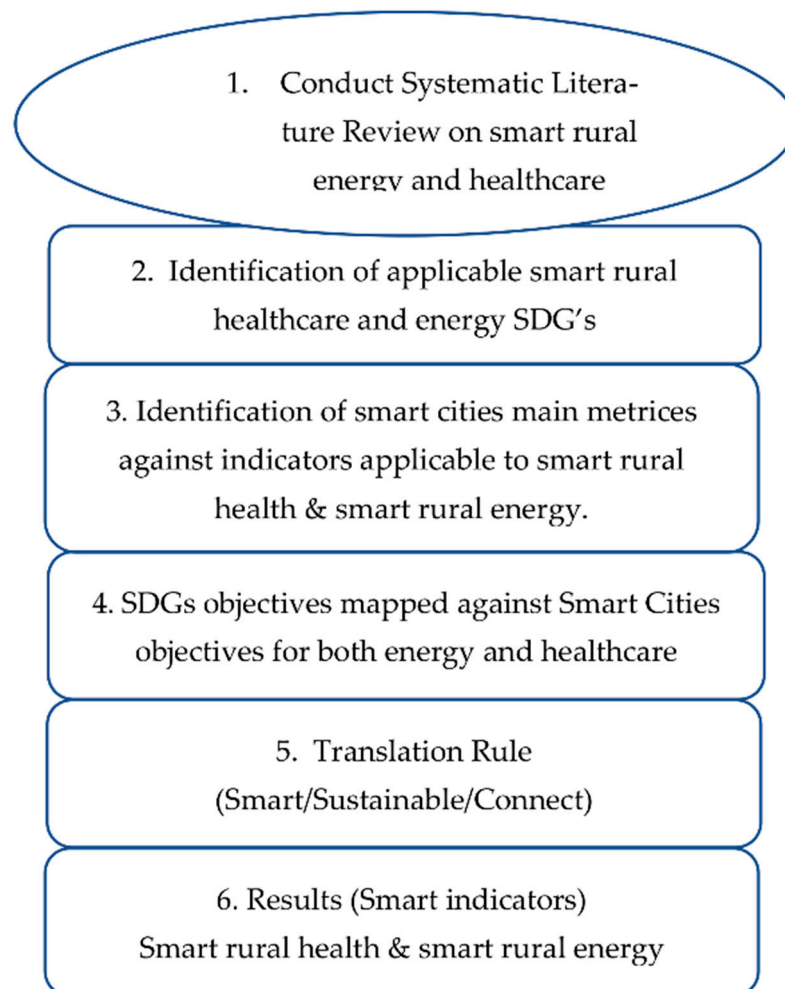 1. Conduct Systematic Litera-
ture Review on smart rural
energy and healthcare
2. Identification of applicable smart rural
healthcare and energy SDG's
3. Identification of smart cities main metrices
against indicators applicable to smart rural
health & smart rural energy.
4. SDGs objectives mapped against Smart Cities
objectives for both energy and healthcare
5. Translation Rule
(Smart/Sustainable/Connect)
6. Results (Smart indicators)
Smart rural health & smart rural energy